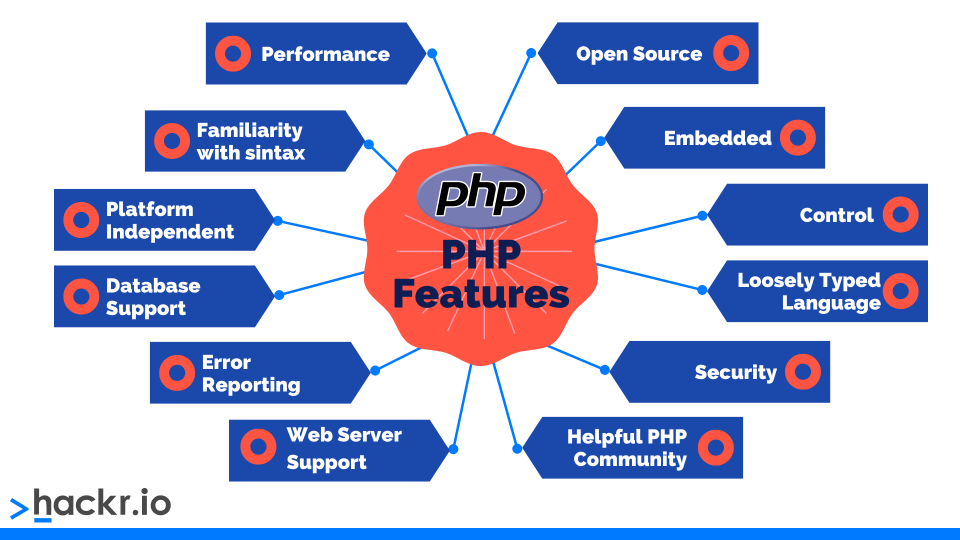 Performance
Open Source
Familiarity
with sintax
Embedded
Platform
Independent
Control
php
PHP
Features
Database
Support
Loosely Typed
Language
Error
Reporting
Security
Web Server
Support
Helpful PHP
Community
>hackr.io